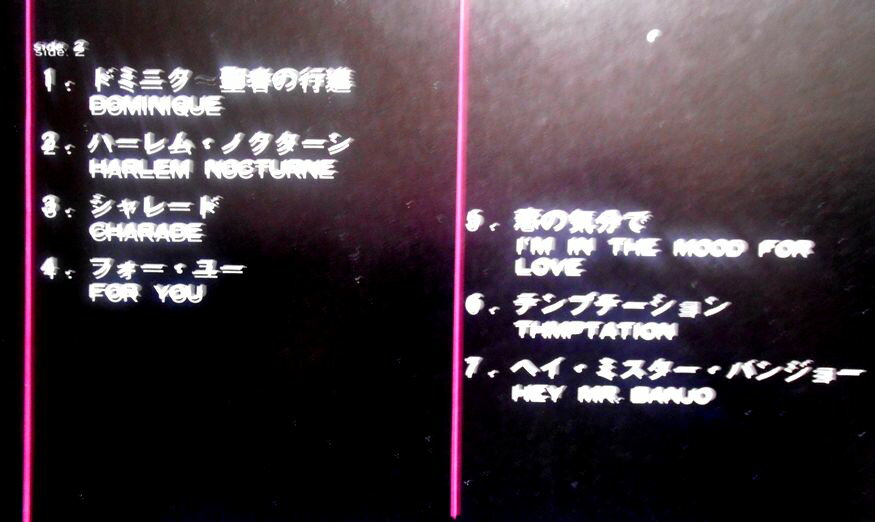 side. 2
1. ドミニク〜聖者の行進
DOMINIQUE
2. ハーレム・ノクターン
HARLEM NOCTURNE
3. シャレード
CHARADE
4. フォー・ユー
FOR YOU
5. 恋の気分で
I'M IN THE MOOD FOR
LOVE
6. テンプテーション
THMPTATION
7. ヘイ・ミスター・バンジョー
HEY MR. BANJO